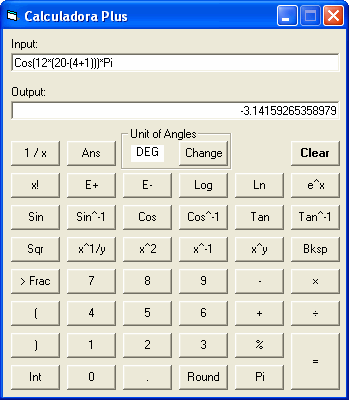 Calculadora Plus
Input:
Cos(12*(20-(4+1)))*Pi
Output:
-3.14159265358979
Unit of Angles
1 / x Ans DEG Change Clear
x! E+ E- Log Ln e^x
Sin Sin^-1 Cos Cos^-1 Tan Tan^-1
Sqr x^1/y x^2 x^-1 x^y Bksp
> Frac 7 8 9 - ×
( 4 5 6 + ÷
) 1 2 3 % =
Int 0 . Round Pi